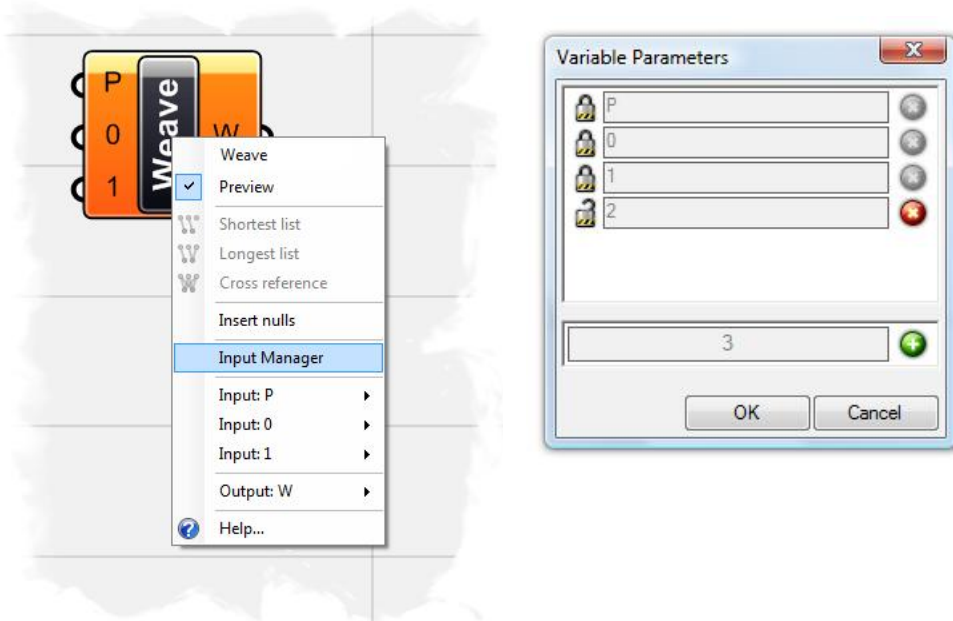 P
0
1
Weave
W
Weave
Preview
Shortest list
Longest list
Cross reference
Insert nulls
Input Manager
Input: P
Input: 0
Input: 1
Output: W
Help...
Variable Parameters
P
0
1
2
3
OK Cancel